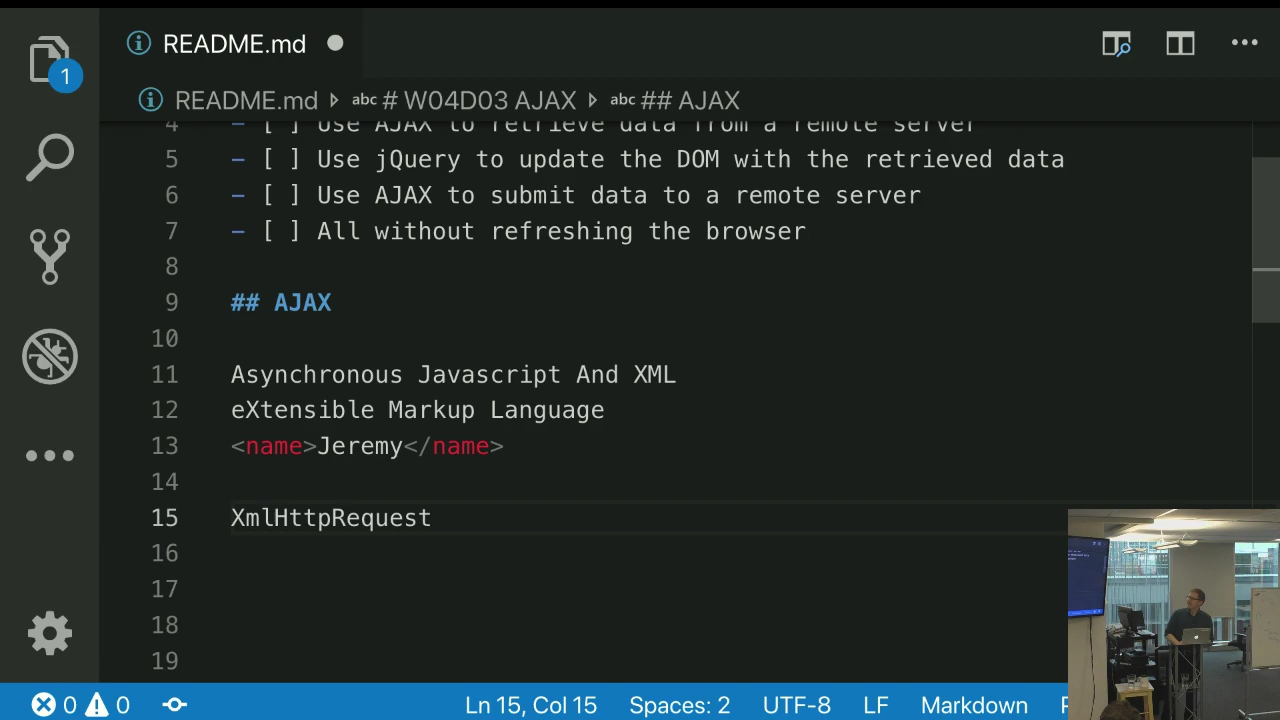 README.md
README.md abc # W04D03 AJAX abc ## AJAX
4 - [ ] Use AJAX to retrieve data from a remote server
5 - [ ] Use jQuery to update the DOM with the retrieved data
6 - [ ] Use AJAX to submit data to a remote server
7 - [ ] All without refreshing the browser
8
9 ## AJAX
10
11 Asynchronous Javascript And XML
12 eXtensible Markup Language
13 <name>Jeremy</name>
14
15 XmlHttpRequest
16
17
18
19
1
0 0 Ln 15, Col 15 Spaces: 2 UTF-8 LF Markdown